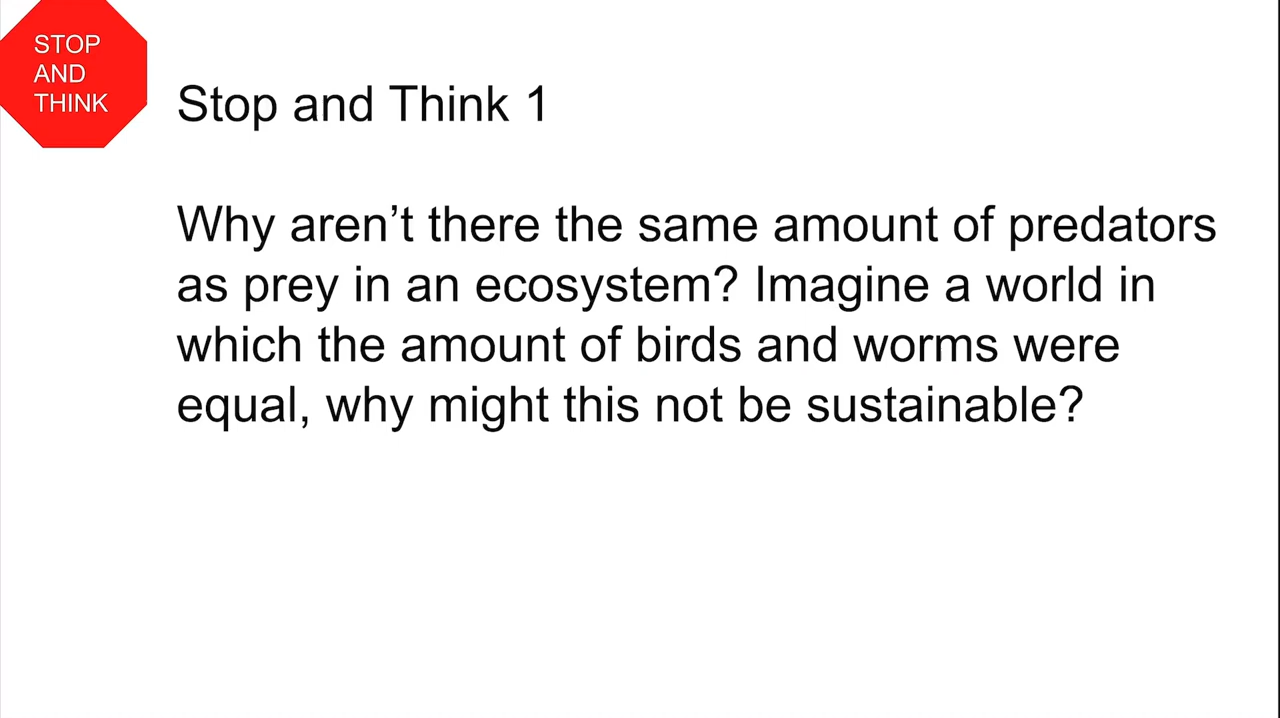 STOP
AND
THINK
Stop and Think 1
Why aren’t there the same amount of predators
as prey in an ecosystem? Imagine a world in
which the amount of birds and worms were
equal, why might this not be sustainable?